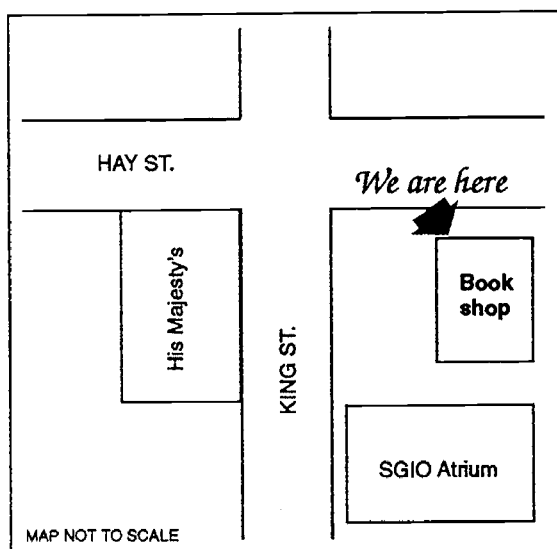 HAY ST.
We are here
His Majesty's
KING ST.
Book
shop
SGIO Atrium
MAP NOT TO SCALE